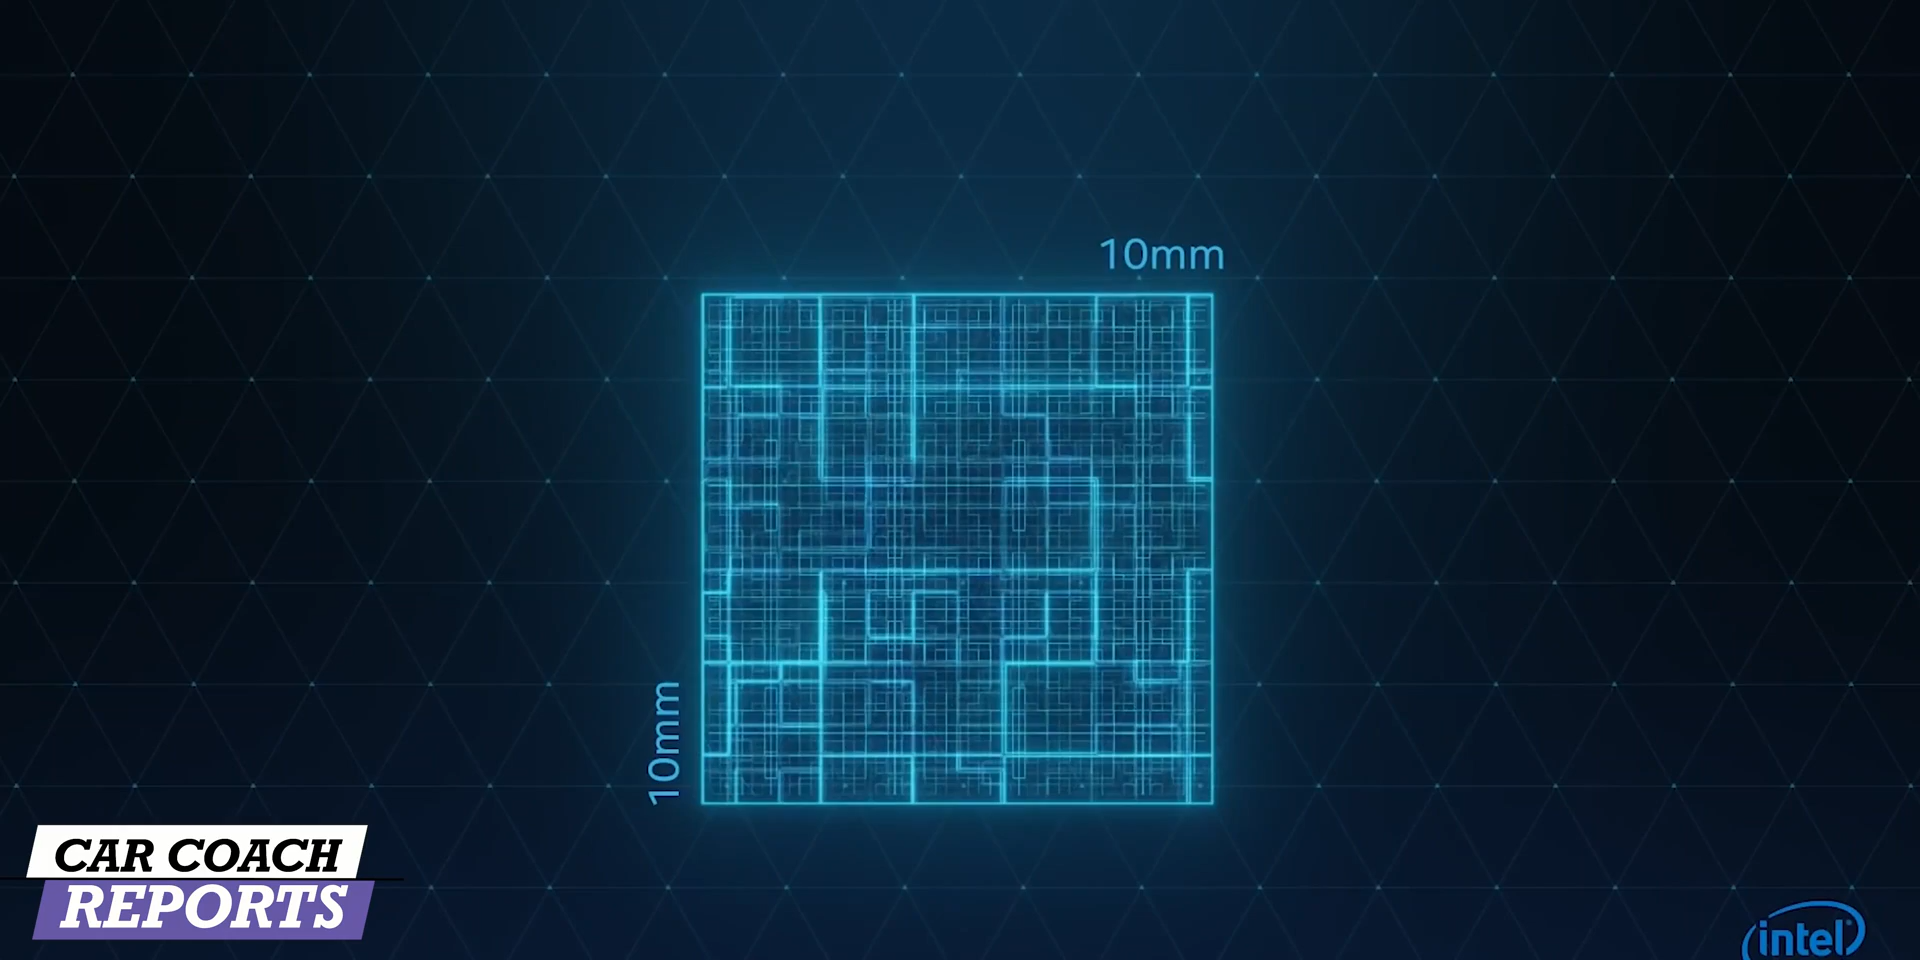 10mm
10mm
CAR COACH
REPORTS
intel